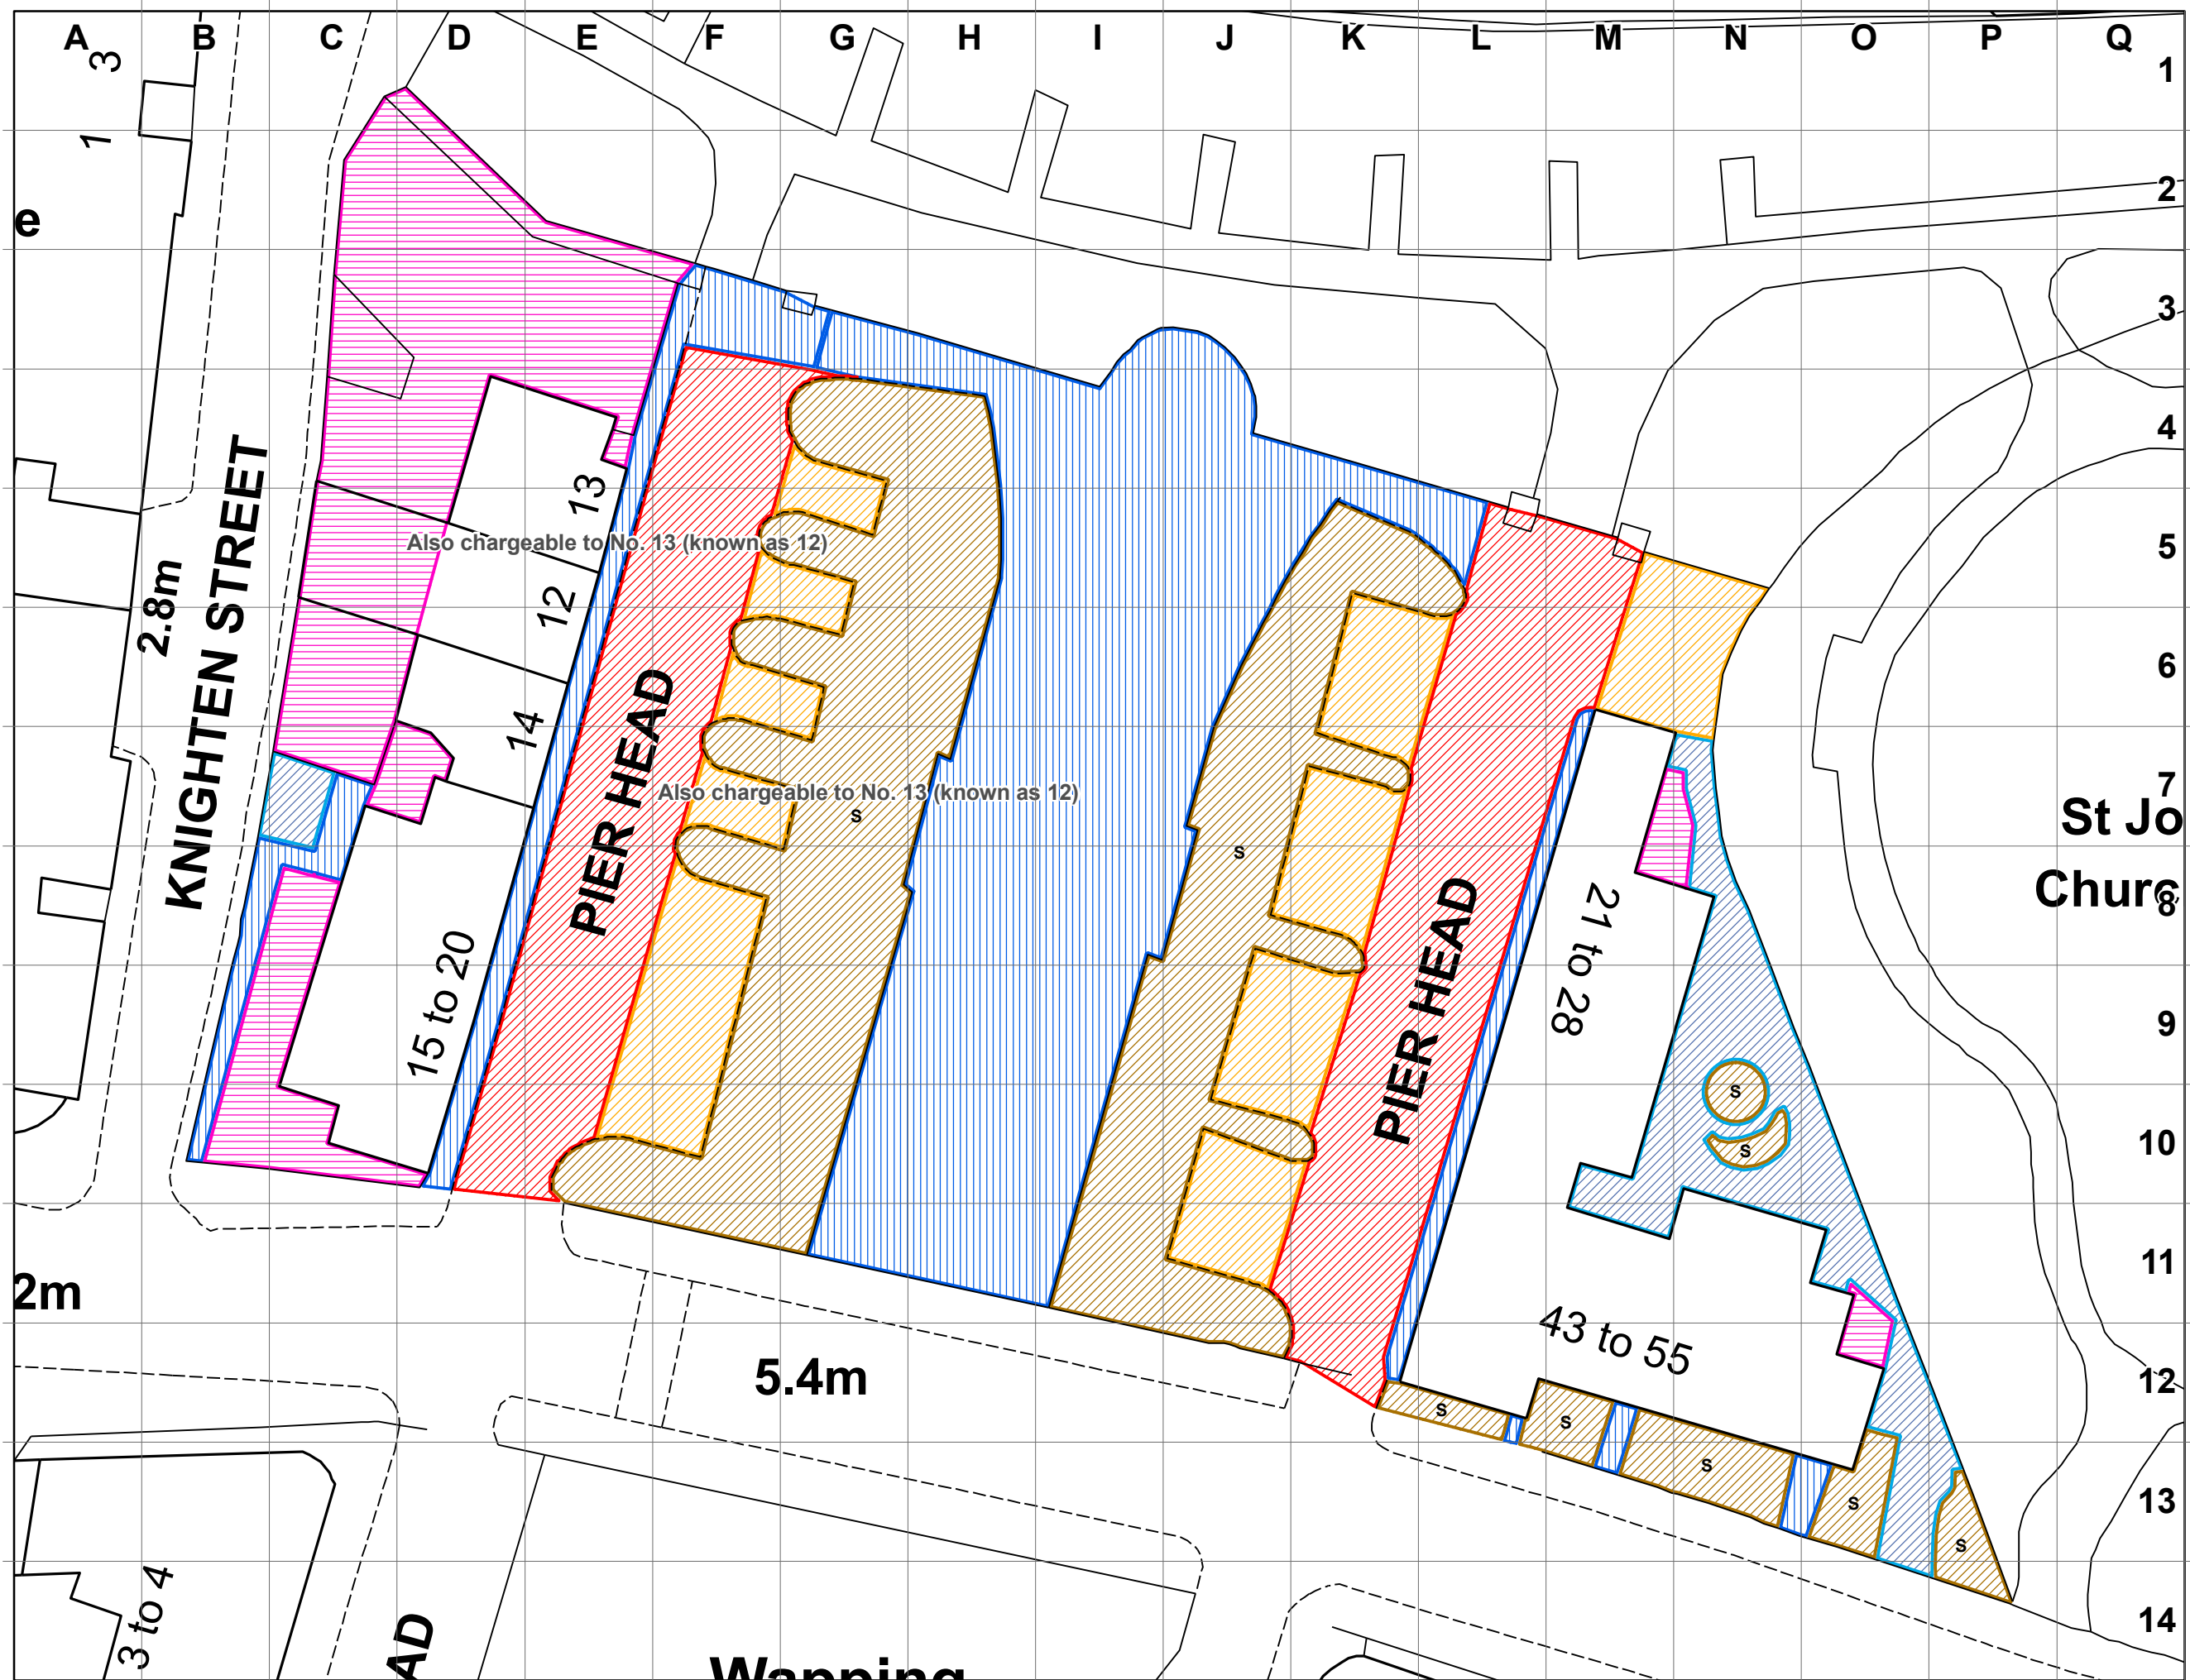 A B C D E F G H I J K L M N O P Q
1
2
3
4
5
6
7
8
9
10
11
12
13
14
3
1
e
2.8m
KNIGHTEN STREET
13
Also chargeable to No. 13 (known as 12)
12
14
PIER HEAD
Also chargeable to No. 13 (known as 12)
s
s
15 to 20
PIER HEAD
21 to 28
St Jo
Churc
s
s
2m
43 to 55
5.4m
s
s
s
s
s
3 to 4
AD
Wapping